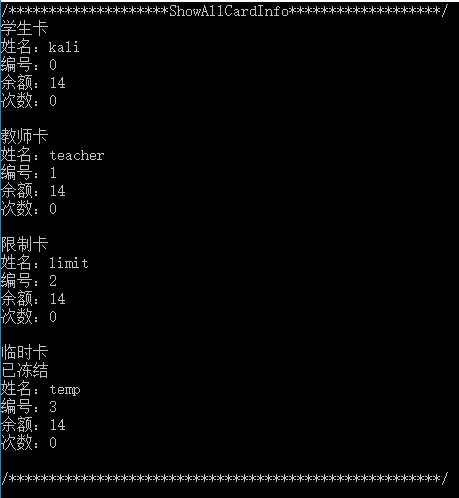 /********************ShowAllCardInfo*******************/
学生卡
姓名：kali
编号：0
余额：14
次数：0
教师卡
姓名：teacher
编号：1
余额：14
次数：0
限制卡
姓名：limit
编号：2
余额：14
次数：0
临时卡
已冻结
姓名：temp
编号：3
余额：14
次数：0
/******************************************************/